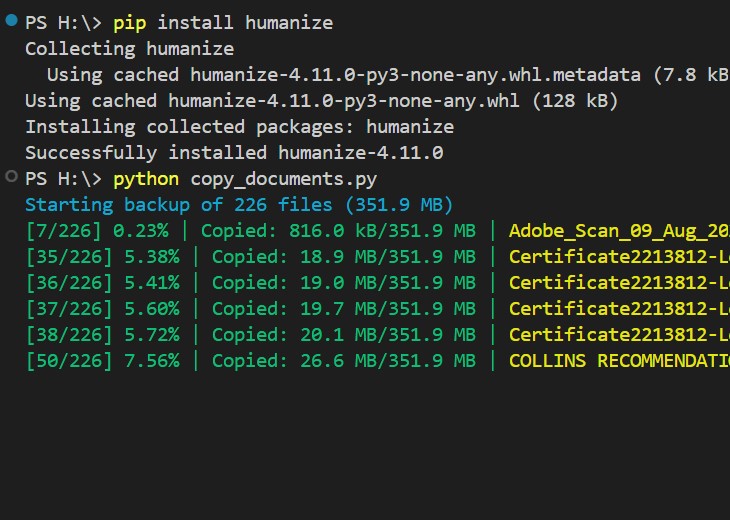 PS H:\> pip install humanize
Collecting humanize
Using cached humanize-4.11.0-py3-none-any.whl.metadata (7.8 kB
Using cached humanize-4.11.0-py3-none-any.whl (128 kB)
Installing collected packages: humanize
Successfully installed humanize-4.11.0
PS H:\> python copy_documents.py
Starting backup of 226 files (351.9 MB)
[7/226] 0.23% | Copied: 816.0 kB/351.9 MB | Adobe_Scan_09_Aug_20
[35/226] 5.38% | Copied: 18.9 MB/351.9 MB | Certificate2213812-L
[36/226] 5.41% | Copied: 19.0 MB/351.9 MB | Certificate2213812-L
[37/226] 5.60% | Copied: 19.7 MB/351.9 MB | Certificate2213812-L
[38/226] 5.72% | Copied: 20.1 MB/351.9 MB | Certificate2213812-L
[50/226] 7.56% | Copied: 26.6 MB/351.9 MB | COLLINS RECOMMENDATI